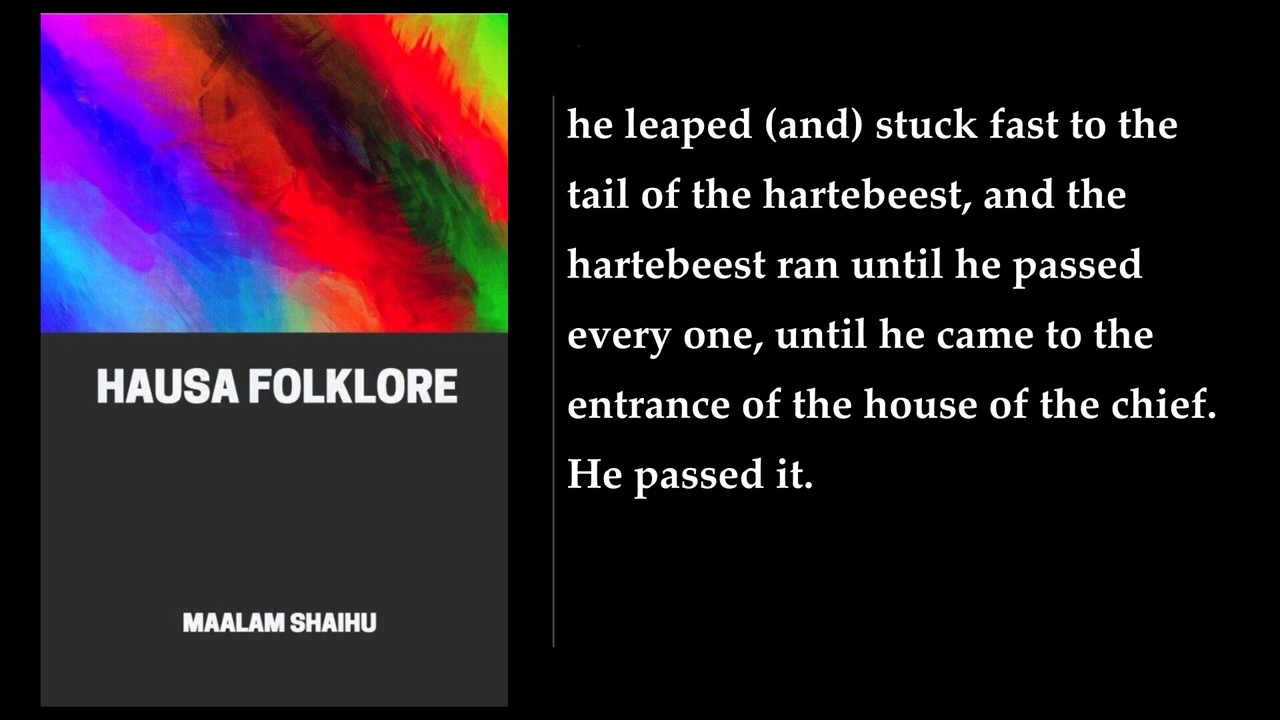 HAUSA FOLKLORE
MAALAM SHAIHU
he leaped (and) stuck fast to the
tail of the hartebeest, and the
hartebeest ran until he passed
every one, until he came to the
entrance of the house of the chief.
He passed it.